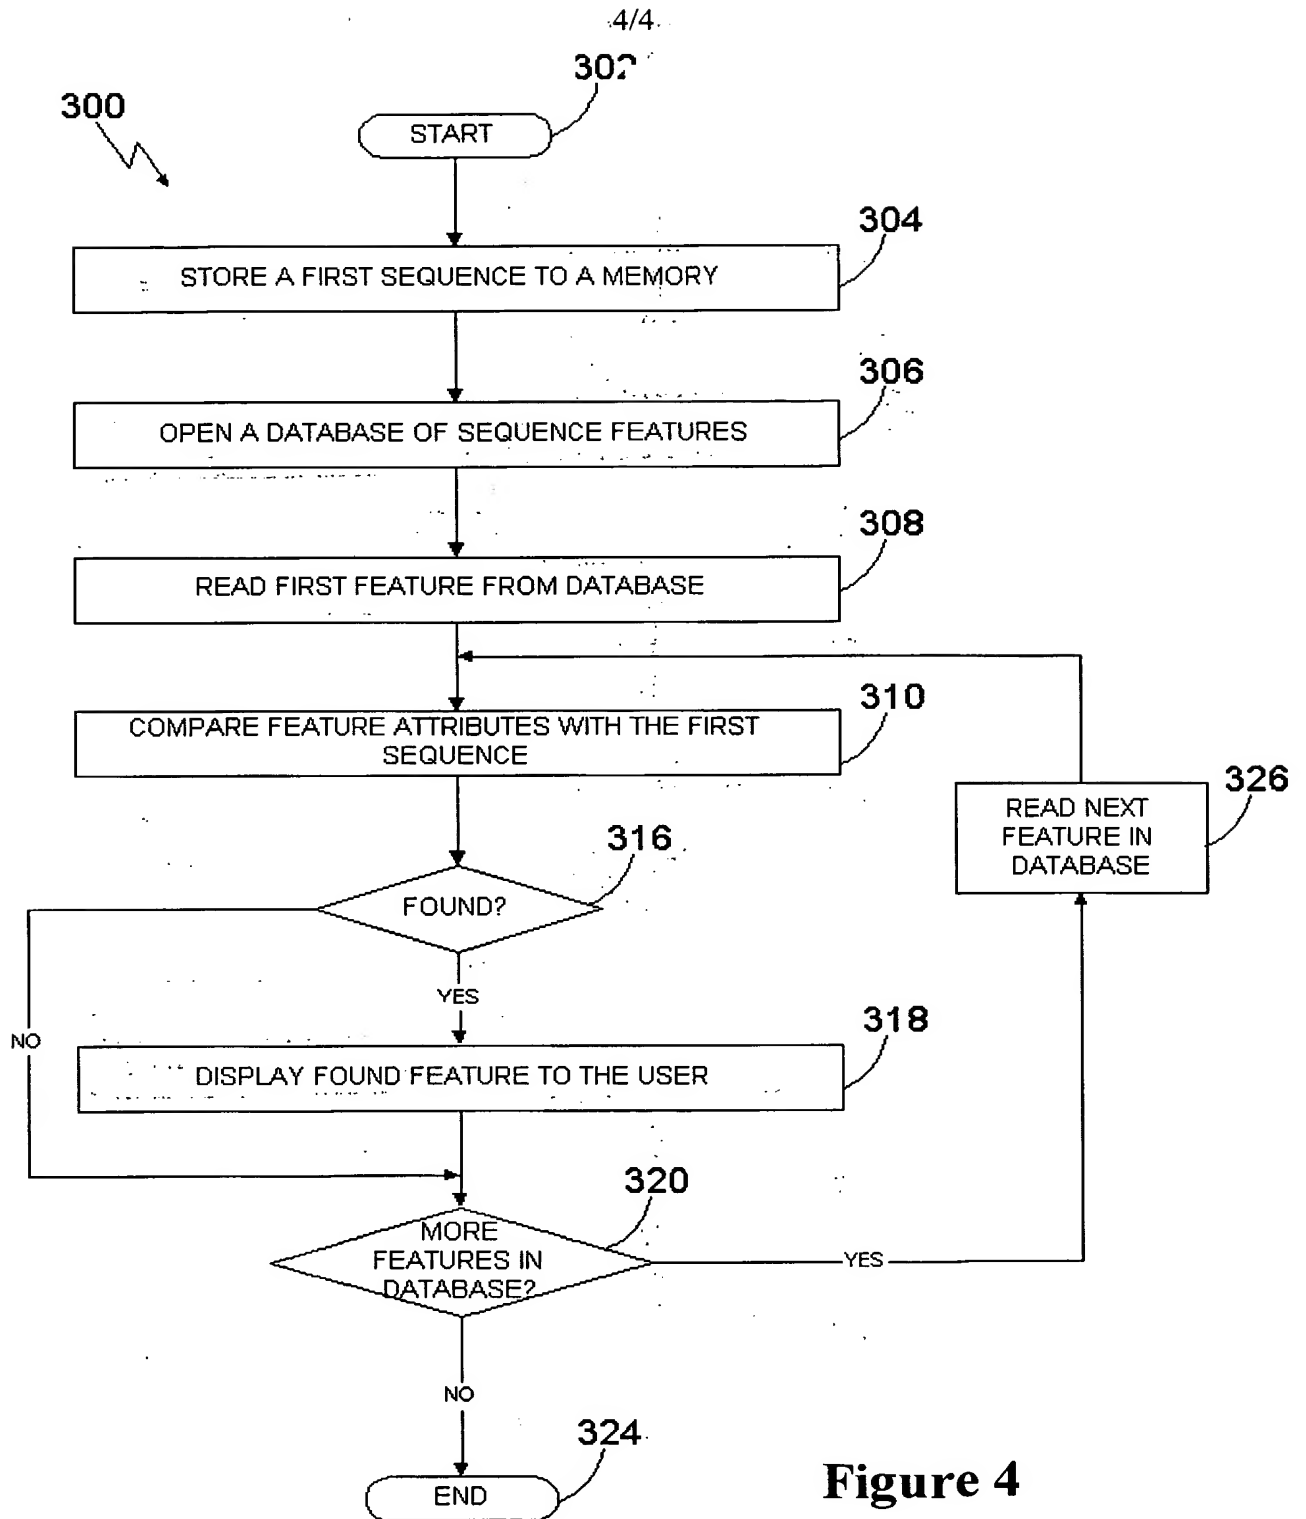 4/4
302
300
START
304
STORE A FIRST SEQUENCE TO A MEMORY
306
OPEN A DATABASE OF SEQUENCE FEATURES
308
READ FIRST FEATURE FROM DATABASE
310
COMPARE FEATURE ATTRIBUTES WITH THE FIRST
SEQUENCE
326
READ NEXT
FEATURE IN
DATABASE
316
FOUND?
YES
NO
318
DISPLAY FOUND FEATURE TO THE USER
320
MORE
FEATURES IN
DATABASE?
YES
NO
324
END
Figure 4